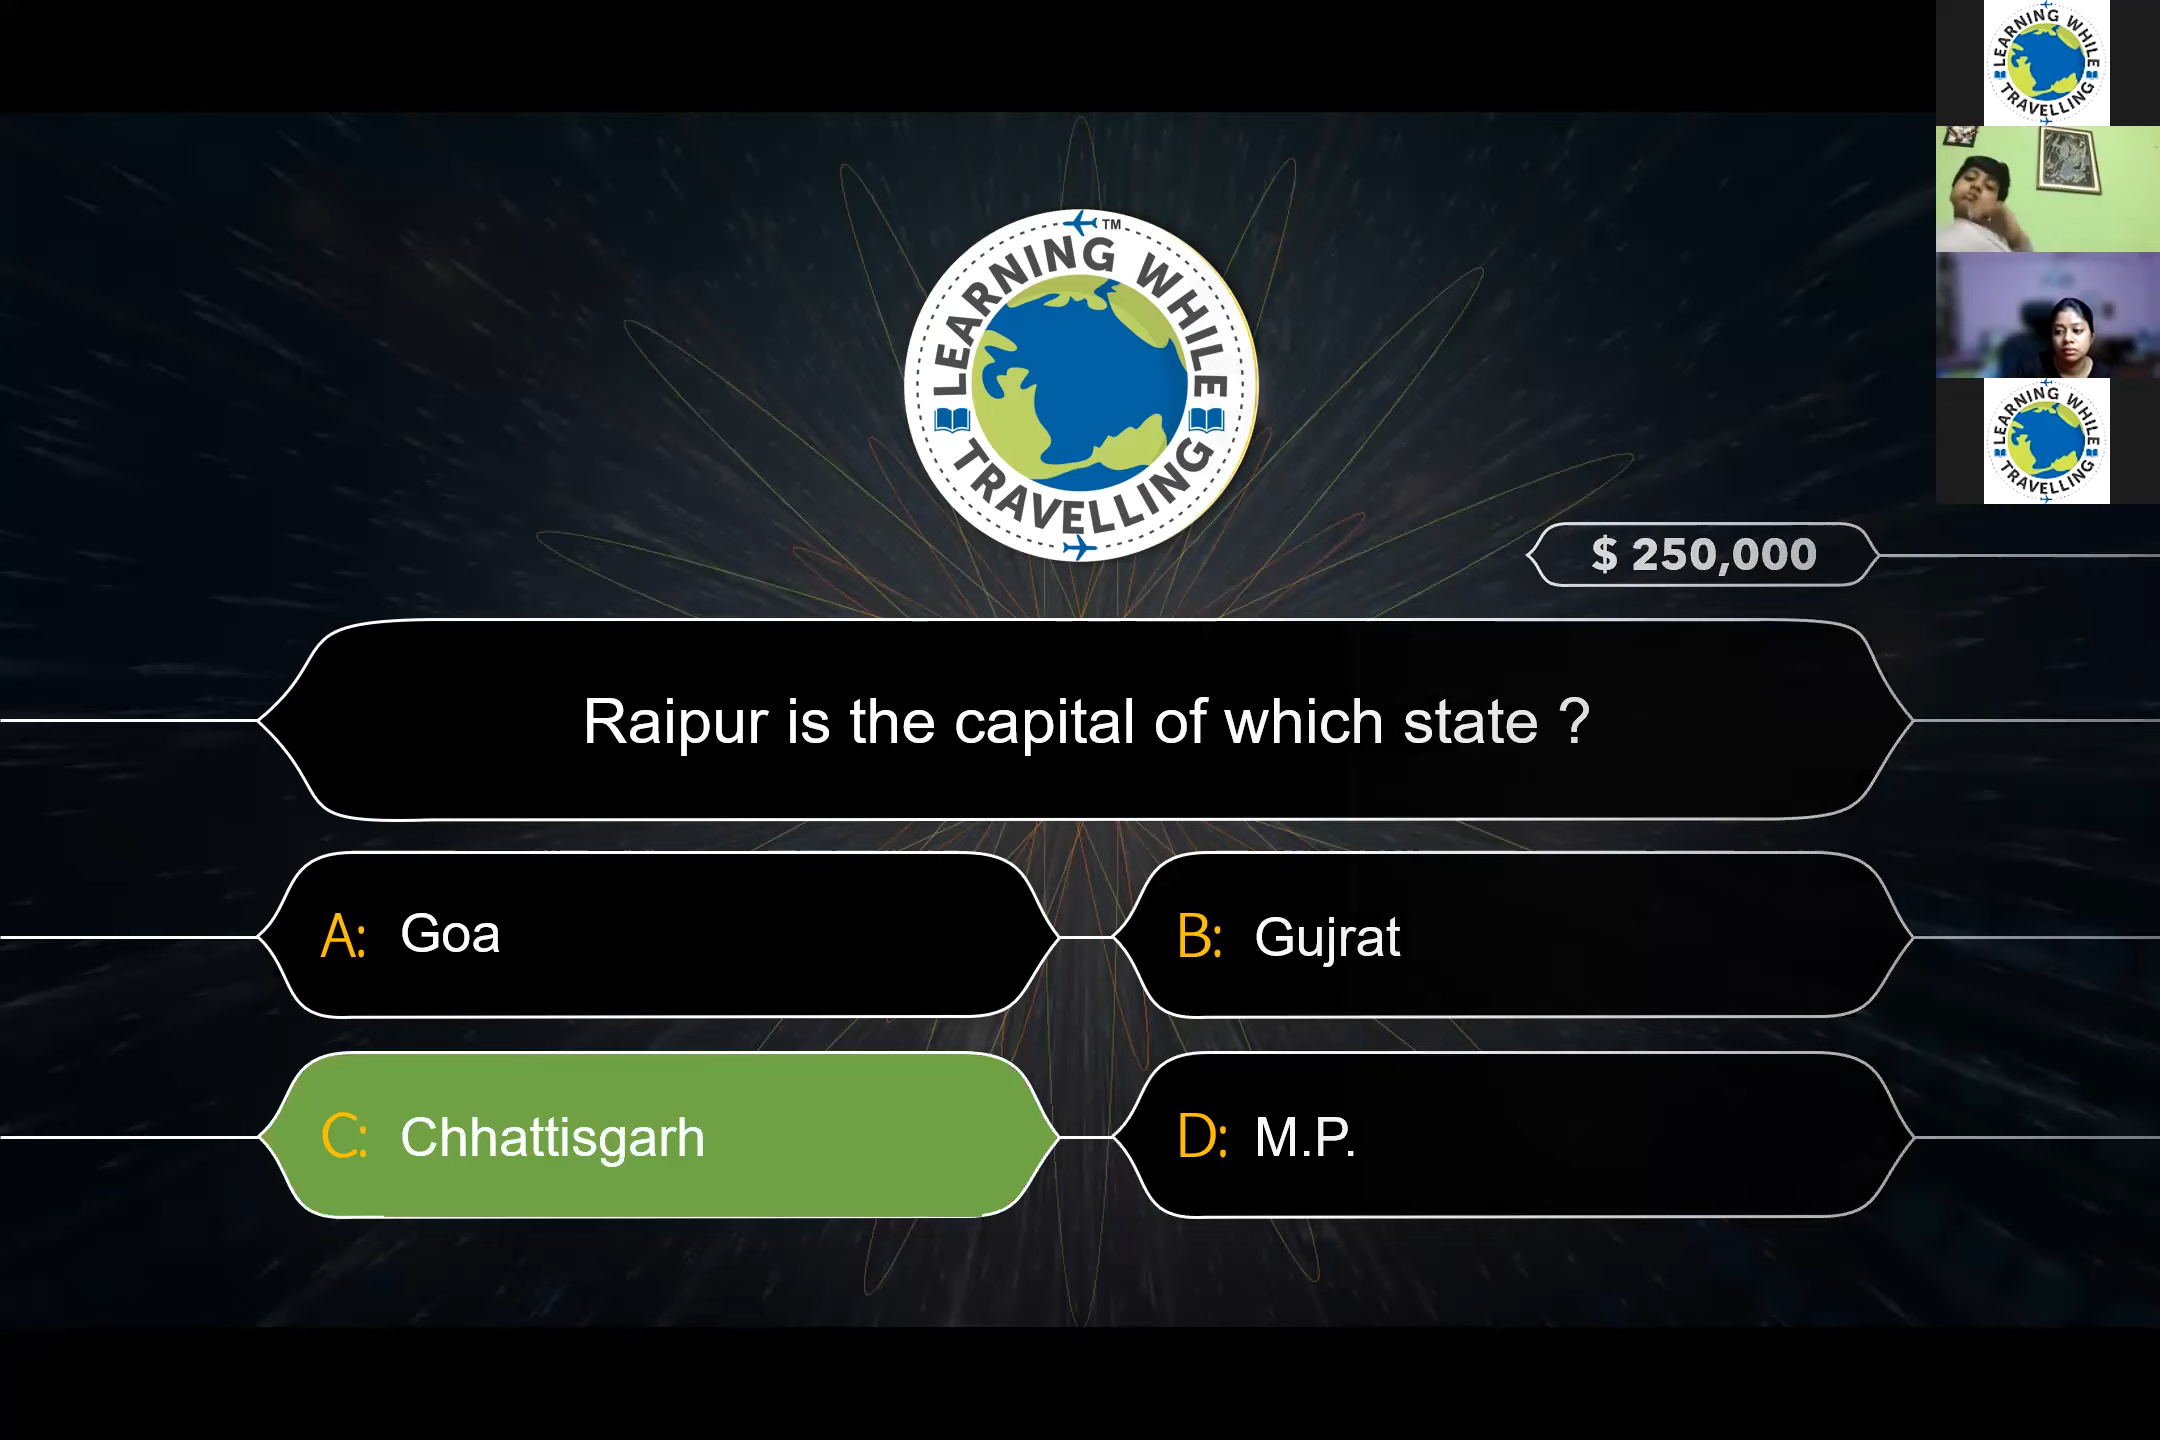 LEARNING WHILE
TRAVELLING
LEARNING WHILE
TRAVELLING
LEARNING WHILE
TRAVELLING
TM
$ 250,000
Raipur is the capital of which state ?
A: Goa
B: Gujrat
C: Chhattisgarh
D: M.P.